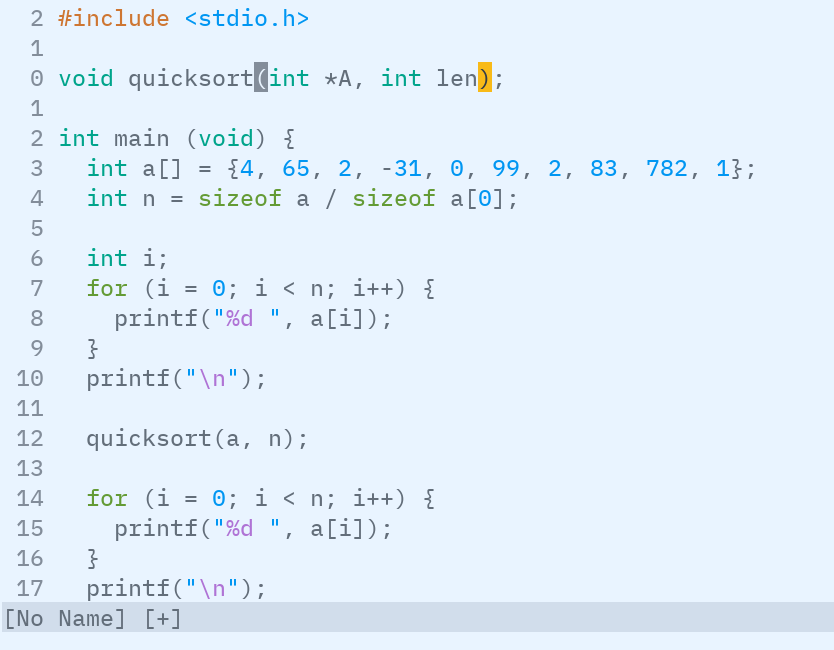 2 #include <stdio.h>
1
0 void quicksort(int *A, int len);
1
2 int main (void) {
3   int a[] = {4, 65, 2, -31, 0, 99, 2, 83, 782, 1};
4   int n = sizeof a / sizeof a[0];
5
6   int i;
7   for (i = 0; i < n; i++) {
8     printf("%d ", a[i]);
9   }
10   printf("\n");
11
12   quicksort(a, n);
13
14   for (i = 0; i < n; i++) {
15     printf("%d ", a[i]);
16   }
17   printf("\n");
[No Name] [+]